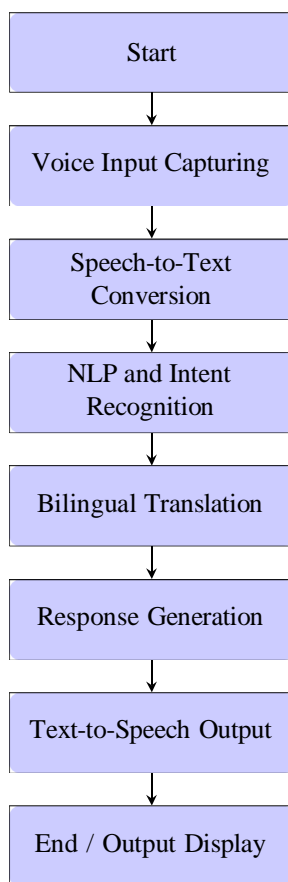 Start
Voice Input Capturing
Speech-to-Text
Conversion
NLP and Intent
Recognition
Bilingual Translation
Response Generation
Text-to-Speech Output
End / Output Display